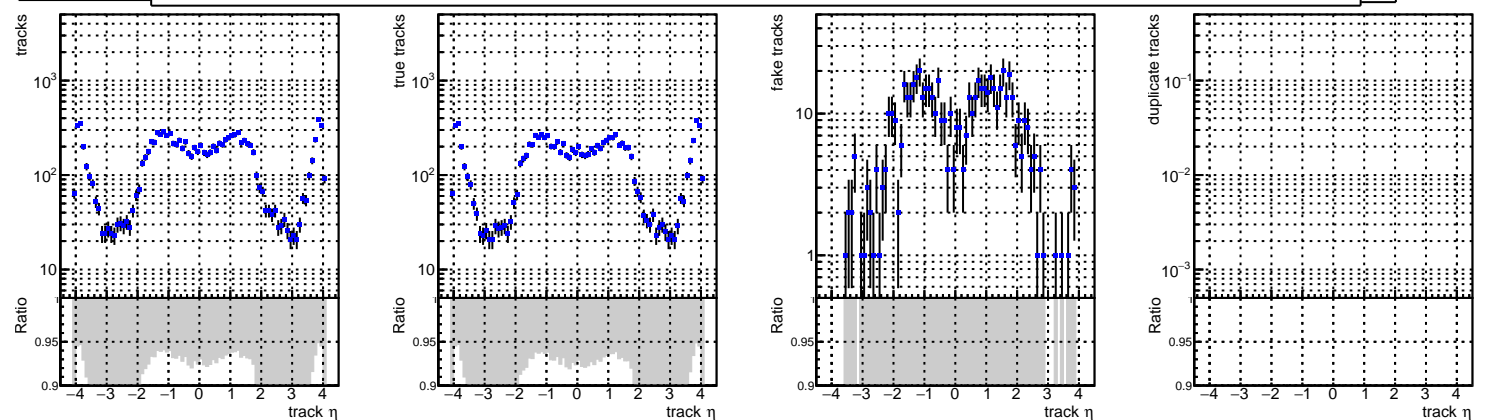 tracks
10³
10²
10
Ratio
1
0.95
0.9
−4 −3 −2 −1 0 1 2 3 4
track η
true tracks
10³
10²
10
Ratio
1
0.95
0.9
−4 −3 −2 −1 0 1 2 3 4
track η
fake tracks
10
1
Ratio
1
0.95
0.9
−4 −3 −2 −1 0 1 2 3 4
track η
duplicate tracks
10⁻¹
10⁻²
10⁻³
Ratio
1
0.95
0.9
−4 −3 −2 −1 0 1 2 3 4
track η